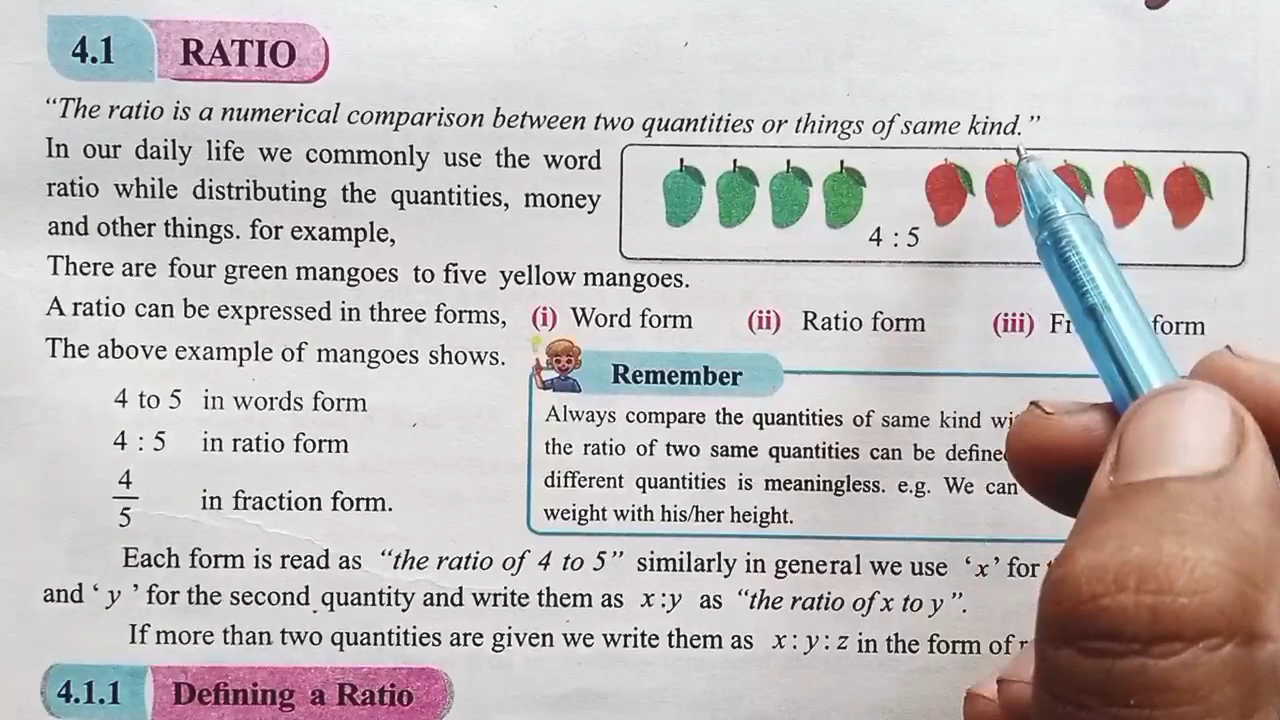 4.1 RATIO
“The ratio is a numerical comparison between two quantities or things of same kind.”
In our daily life we commonly use the word
ratio while distributing the quantities, money
and other things. for example,
4 : 5
There are four green mangoes to five yellow mangoes.
A ratio can be expressed in three forms, (i) Word form (ii) Ratio form (iii) form
The above example of mangoes shows.
4 to 5 in words form
4 : 5 in ratio form
4
5
in fraction form.
Remember
Always compare the quantities of same kind
the ratio of two same quantities can be
different quantities is meaningless. e.g. We can
weight with his/her height.
Each form is read as “the ratio of 4 to 5” similarly in general we use ‘x’ for
and ‘y’ for the second quantity and write them as x:y as “the ratio of x to y”.
If more than two quantities are given we write them as x : y : z in the form of
4.1.1 Defining a Ratio